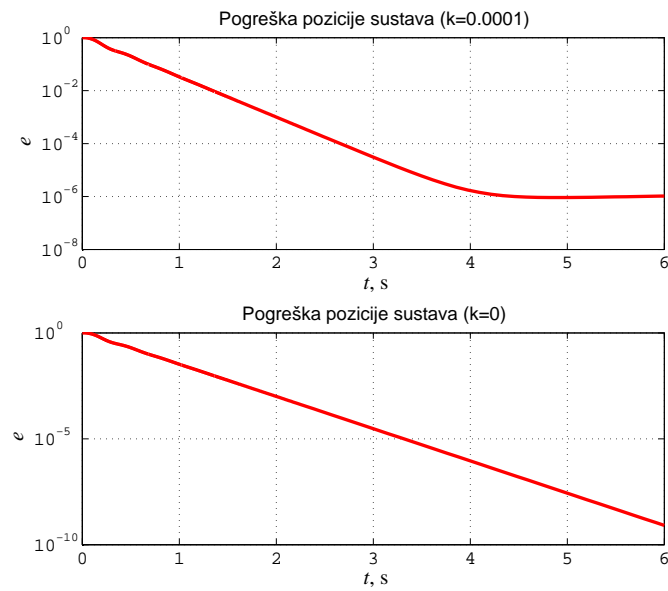 Pogreška pozicije sustava (k=0.0001)
10^0
10^-2
10^-4
10^-6
10^-8
e
0 1 2 3 4 5 6
t, s
Pogreška pozicije sustava (k=0)
10^0
10^-5
10^-10
e
0 1 2 3 4 5 6
t, s